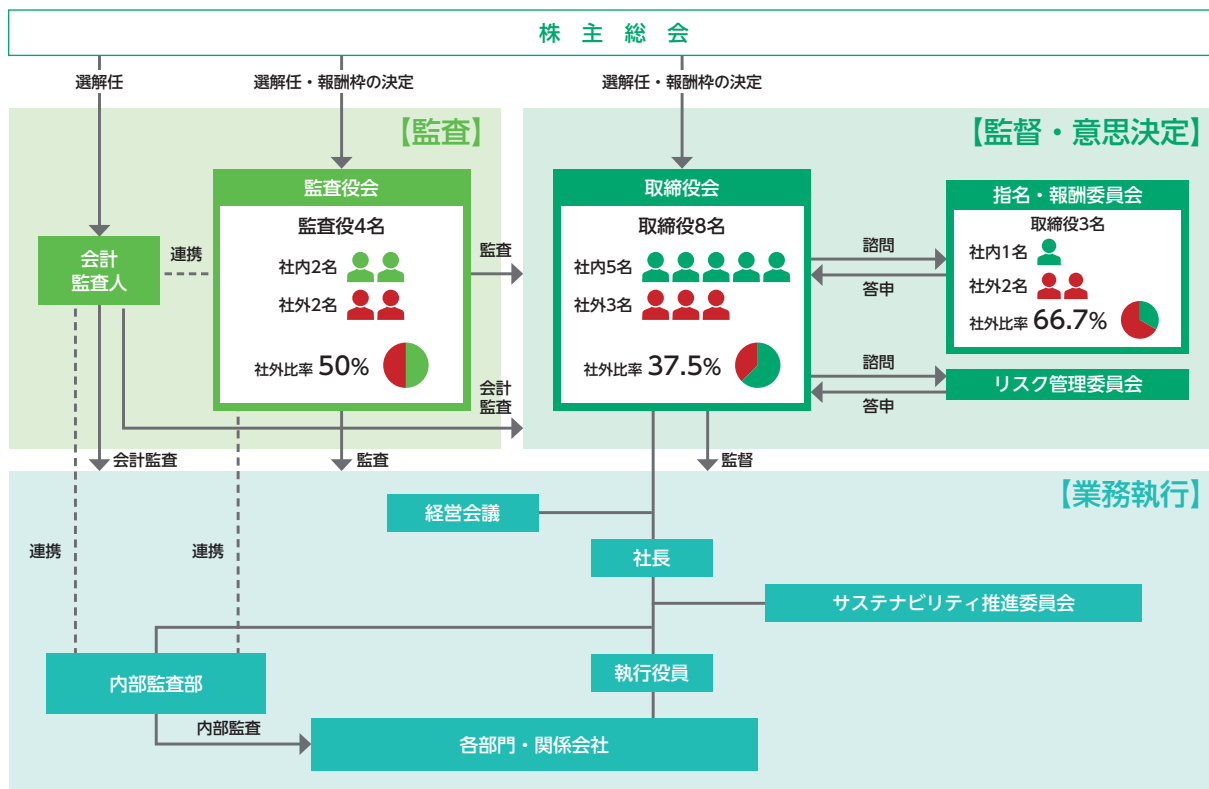 株主総会
選解任
選解任・報酬枠の決定
選解任・報酬枠の決定
【監査】
【監督・意思決定】
監査役会
監査役4名
社内2名
社外2名
社外比率 50%
会計
監査人
連携
監査
会計
監査
取締役会
取締役8名
社内5名
社外3名
社外比率 37.5%
諮問
答申
諮問
答申
指名・報酬委員会
取締役3名
社内1名
社外2名
社外比率 66.7%
リスク管理委員会
会計監査
監査
監督
【業務執行】
経営会議
連携
連携
社長
サステナビリティ推進委員会
内部監査部
執行役員
内部監査
各部門・関係会社